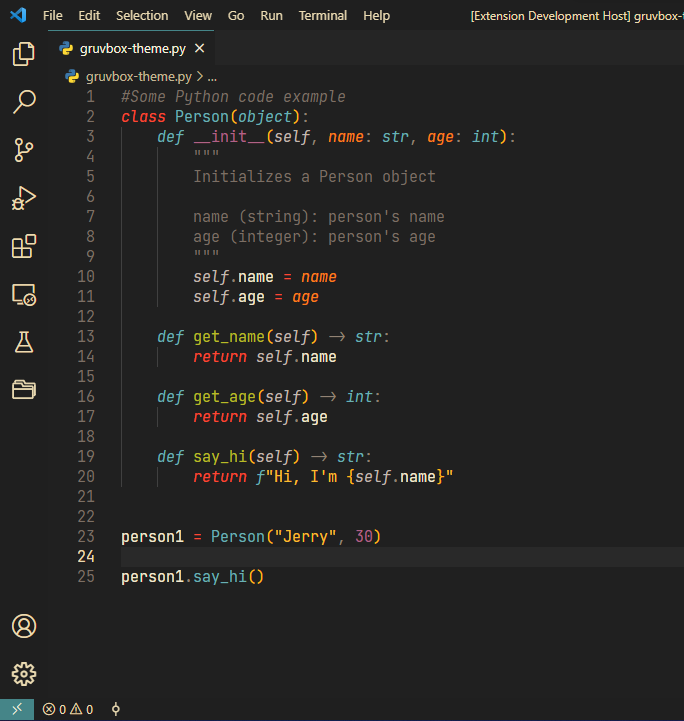 File Edit Selection View Go Run Terminal Help [Extension Development Host] gruvbox-t
gruvbox-theme.py ×
gruvbox-theme.py > ...
1 #Some Python code example
2 class Person(object):
3     def __init__(self, name: str, age: int):
4         """
5         Initializes a Person object
6
7         name (string): person's name
8         age (integer): person's age
9         """
10         self.name = name
11         self.age = age
12
13     def get_name(self) -> str:
14         return self.name
15
16     def get_age(self) -> int:
17         return self.age
18
19     def say_hi(self) -> str:
20         return f"Hi, I'm {self.name}"
21
22
23 person1 = Person("Jerry", 30)
24
25 person1.say_hi()
0 0